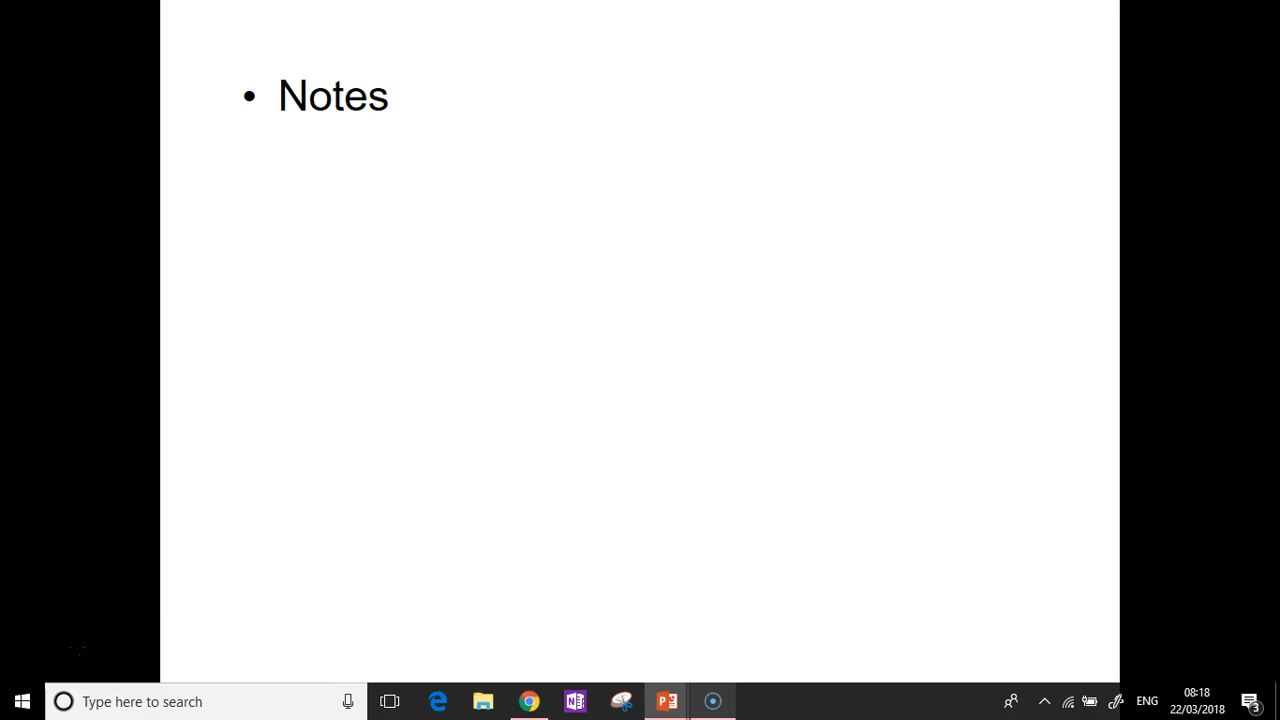 • Notes
Type here to search
ENG
08:18
22/03/2018
3